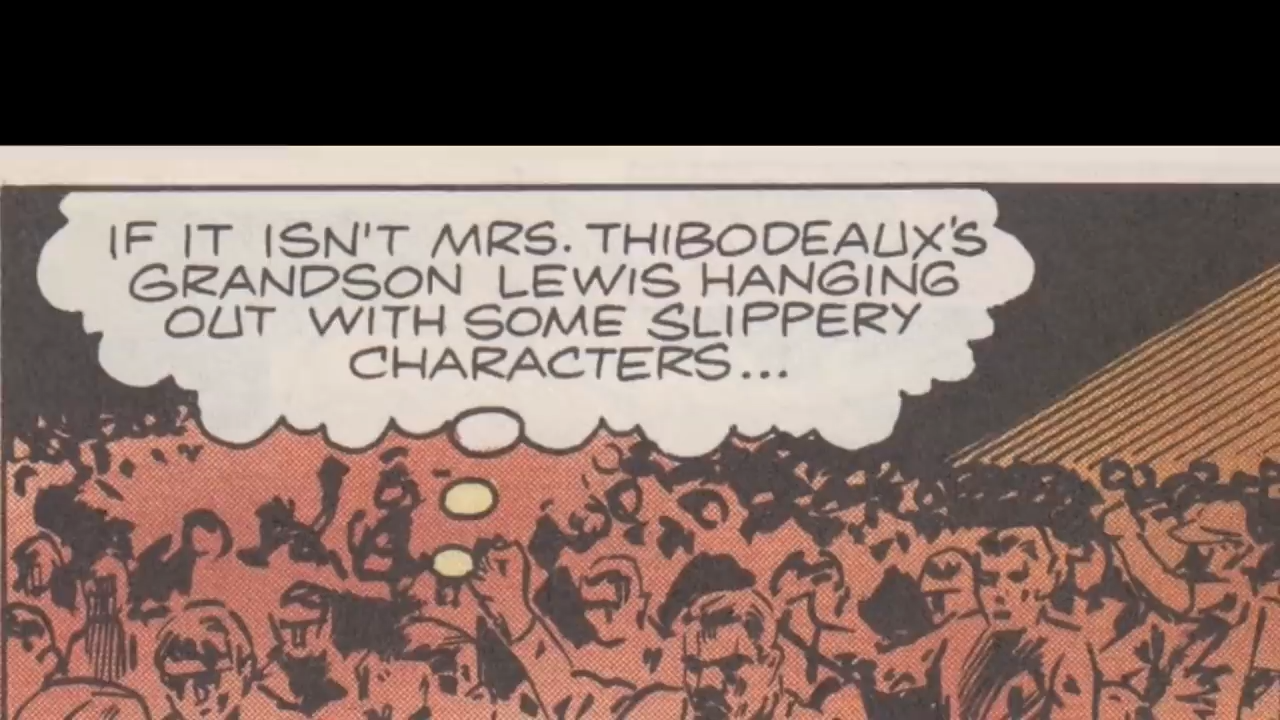 IF IT ISN'T MRS. THIBODEAUX'S
GRANDSON LEWIS HANGING
OUT WITH SOME SLIPPERY
CHARACTERS...